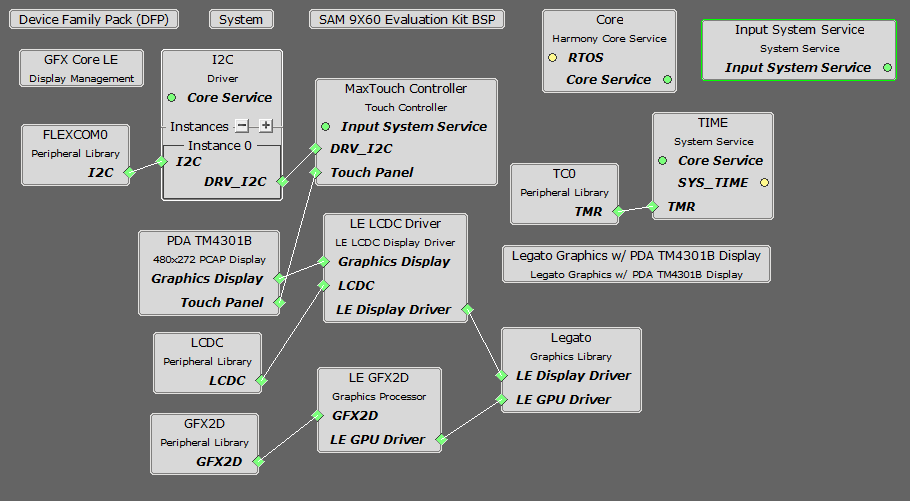 Device Family Pack (DFP)
System
SAM 9X60 Evaluation Kit BSP
Core
Harmony Core Service
RTOS
Core Service
Input System Service
System Service
Input System Service
GFX Core LE
Display Management
I2C
Driver
Core Service
Instances
Instance 0
I2C
DRV_I2C
MaxTouch Controller
Touch Controller
Input System Service
DRV_I2C
Touch Panel
FLEXCOM0
Peripheral Library
I2C
TIME
System Service
Core Service
SYS_TIME
TMR
TC0
Peripheral Library
TMR
PDA TM4301B
480x272 PCAP Display
Graphics Display
Touch Panel
LE LCDC Driver
LE LCDC Display Driver
Graphics Display
LCDC
LE Display Driver
Legato Graphics w/ PDA TM4301B Display
Legato Graphics w/ PDA TM4301B Display
LCDC
Peripheral Library
LCDC
Legato
Graphics Library
LE Display Driver
LE GPU Driver
LE GFX2D
Graphics Processor
GFX2D
LE GPU Driver
GFX2D
Peripheral Library
GFX2D